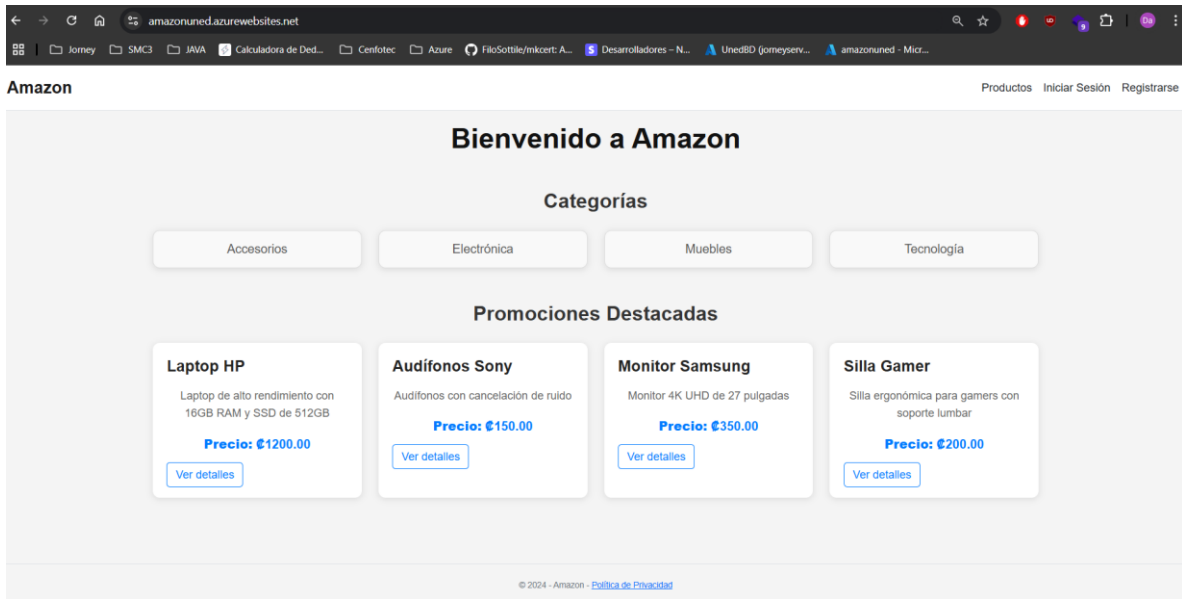 amazonuned.azurewebsites.net
Jorney SMC3 JAVA Calculadora de Ded... Cenfotec Azure FiloSottile/mkcert: A... Desarrolladores – N... UnedBD (jorneyserv... amazonuned - Micr...
Amazon Productos Iniciar Sesión Registrarse
Bienvenido a Amazon
Categorías
Accesorios Electrónica Muebles Tecnología
Promociones Destacadas
Laptop HP
Laptop de alto rendimiento con
16GB RAM y SSD de 512GB
Precio: ₡1200.00
Ver detalles
Audífonos Sony
Audífonos con cancelación de ruido
Precio: ₡150.00
Ver detalles
Monitor Samsung
Monitor 4K UHD de 27 pulgadas
Precio: ₡350.00
Ver detalles
Silla Gamer
Silla ergonómica para gamers con
soporte lumbar
Precio: ₡200.00
Ver detalles
© 2024 - Amazon - Política de Privacidad